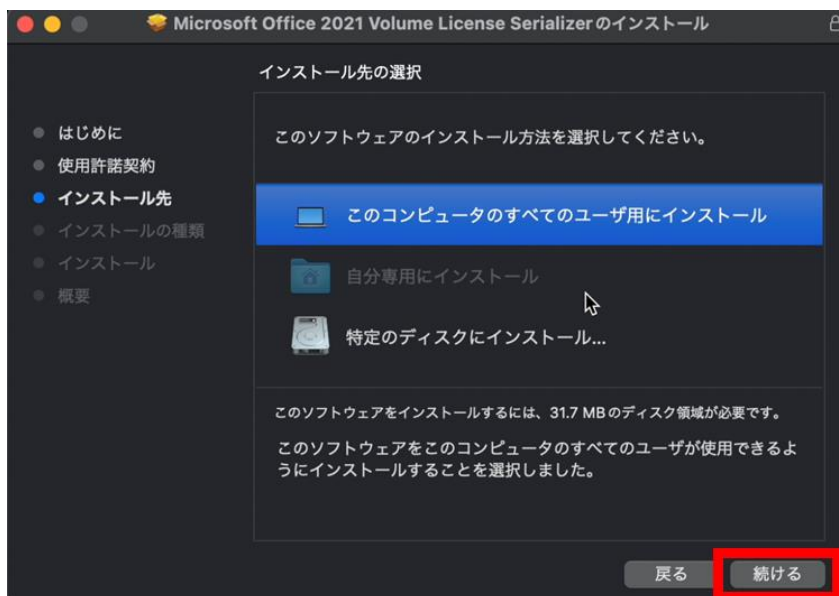 Microsoft Office 2021 Volume License Serializerのインストール
インストール先の選択
はじめに
使用許諾契約
インストール先
インストールの種類
インストール
概要
このソフトウェアのインストール方法を選択してください。
このコンピュータのすべてのユーザ用にインストール
自分専用にインストール
特定のディスクにインストール...
このソフトウェアをインストールするには、31.7 MBのディスク領域が必要です。
このソフトウェアをこのコンピュータのすべてのユーザが使用できるよ
うにインストールすることを選択しました。
戻る
続ける